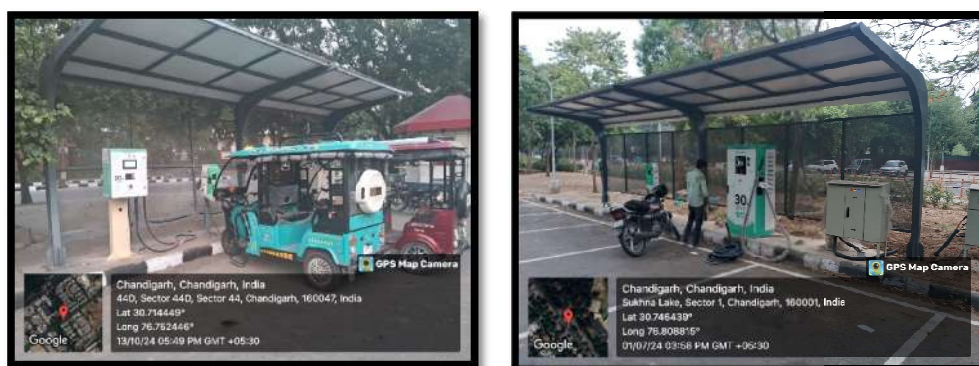 30
GPS Map Camera
Chandigarh, Chandigarh, India
44D, Sector 44D, Sector 44, Chandigarh, 160047, India
Lat 30.714449°
Long 76.752446°
13/10/24 05:49 PM GMT +05:30
Google
30
GPS Map Camera
Chandigarh, Chandigarh, India
Sukhna Lake, Sector 1, Chandigarh, 160001, India
Lat 30.746439°
Long 76.808815°
01/07/24 03:58 PM GMT +05:30
Google